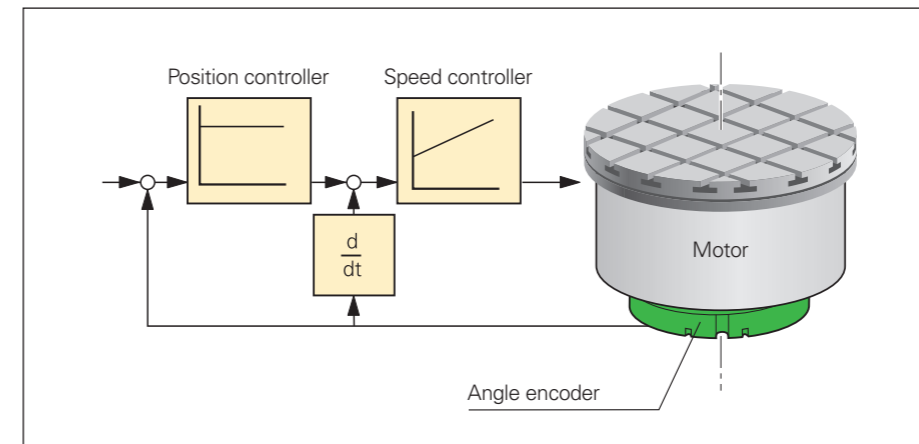 Position controller
Speed controller
d
dt
Motor
Angle encoder